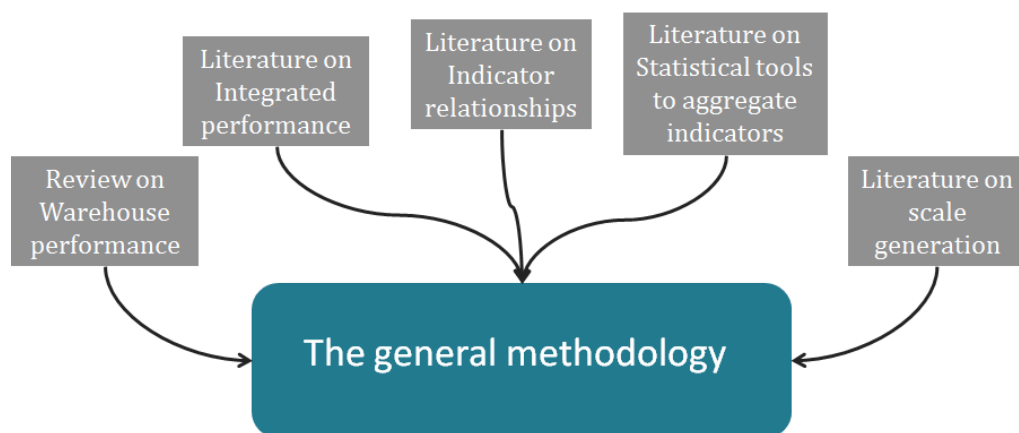 Review on
Warehouse
performance
Literature on
Integrated
performance
Literature on
Indicator
relationships
Literature on
Statistical tools
to aggregate
indicators
Literature on
scale
generation
The general methodology